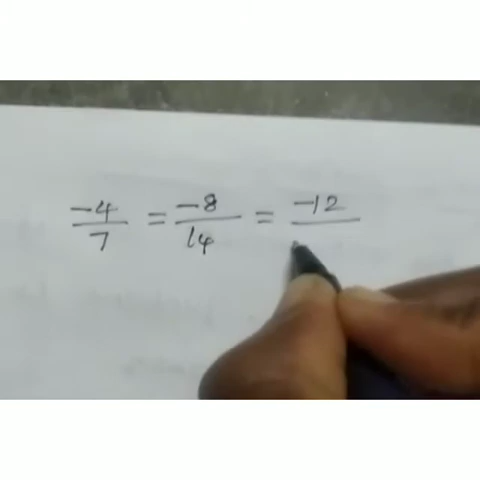 -4/7 = -8/14 = -12/